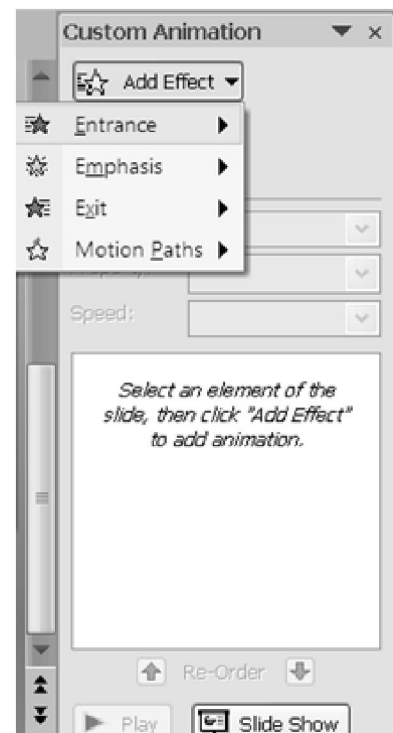 Custom Animation
Add Effect
Entrance
Emphasis
Exit
Motion Paths
Speed:
Select an element of the
slide, then click "Add Effect"
to add animation.
Re-Order
Play
Slide Show